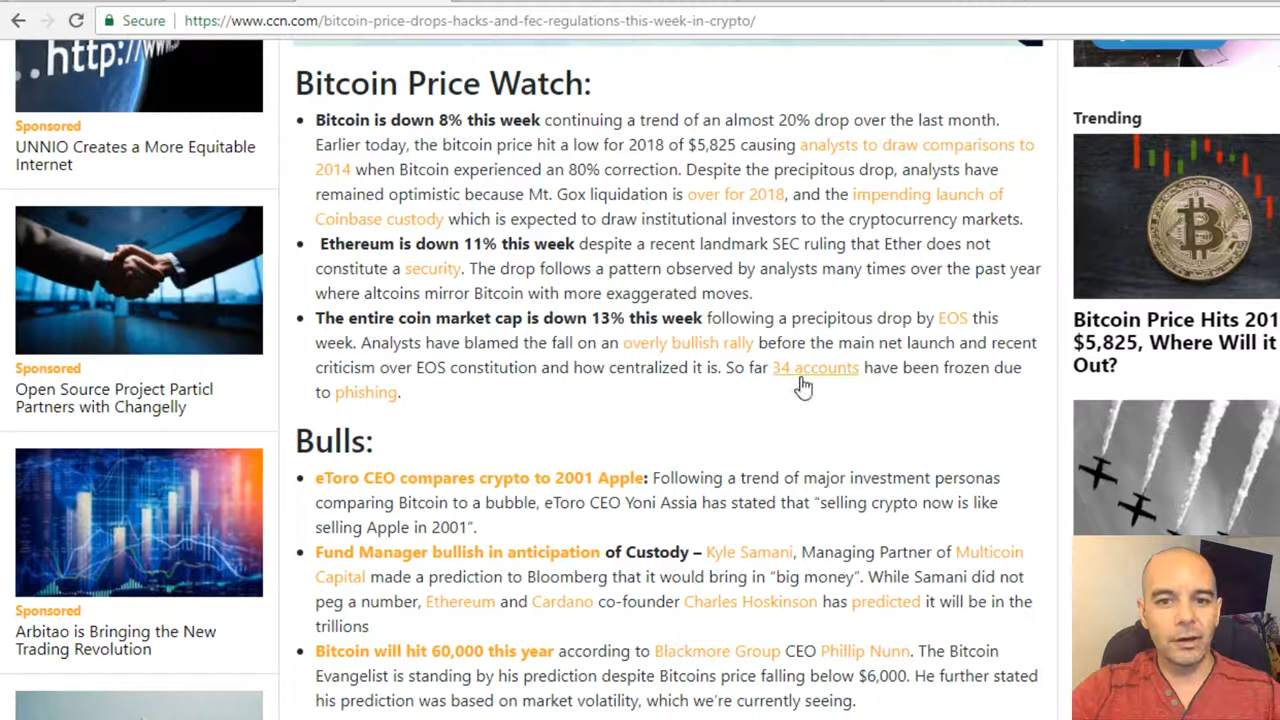 Secure
https://www.ccn.com/bitcoin-price-drops-hacks-and-fec-regulations-this-week-in-crypto/
..http://www.
Sponsored
UNNIO Creates a More Equitable
Internet
Sponsored
Open Source Project Particl
Partners with Changelly
Sponsored
Arbitao is Bringing the New
Trading Revolution
Bitcoin Price Watch:
• Bitcoin is down 8% this week continuing a trend of an almost 20% drop over the last month.
Earlier today, the bitcoin price hit a low for 2018 of $5,825 causing analysts to draw comparisons to
2014 when Bitcoin experienced an 80% correction. Despite the precipitous drop, analysts have
remained optimistic because Mt. Gox liquidation is over for 2018, and the impending launch of
Coinbase custody which is expected to draw institutional investors to the cryptocurrency markets.
• Ethereum is down 11% this week despite a recent landmark SEC ruling that Ether does not
constitute a security. The drop follows a pattern observed by analysts many times over the past year
where altcoins mirror Bitcoin with more exaggerated moves.
• The entire coin market cap is down 13% this week following a precipitous drop by EOS this
week. Analysts have blamed the fall on an overly bullish rally before the main net launch and recent
criticism over EOS constitution and how centralized it is. So far 34 accounts have been frozen due
to phishing.
Bulls:
• eToro CEO compares crypto to 2001 Apple: Following a trend of major investment personas
comparing Bitcoin to a bubble, eToro CEO Yoni Assia has stated that “selling crypto now is like
selling Apple in 2001”.
• Fund Manager bullish in anticipation of Custody – Kyle Samani, Managing Partner of Multicoin
Capital made a prediction to Bloomberg that it would bring in “big money”. While Samani did not
peg a number, Ethereum and Cardano co-founder Charles Hoskinson has predicted it will be in the
trillions
• Bitcoin will hit 60,000 this year according to Blackmore Group CEO Phillip Nunn. The Bitcoin
Evangelist is standing by his prediction despite Bitcoins price falling below $6,000. He further stated
his prediction was based on market volatility, which we’re currently seeing.
Trending
Bitcoin Price Hits 201
$5,825, Where Will it
Out?